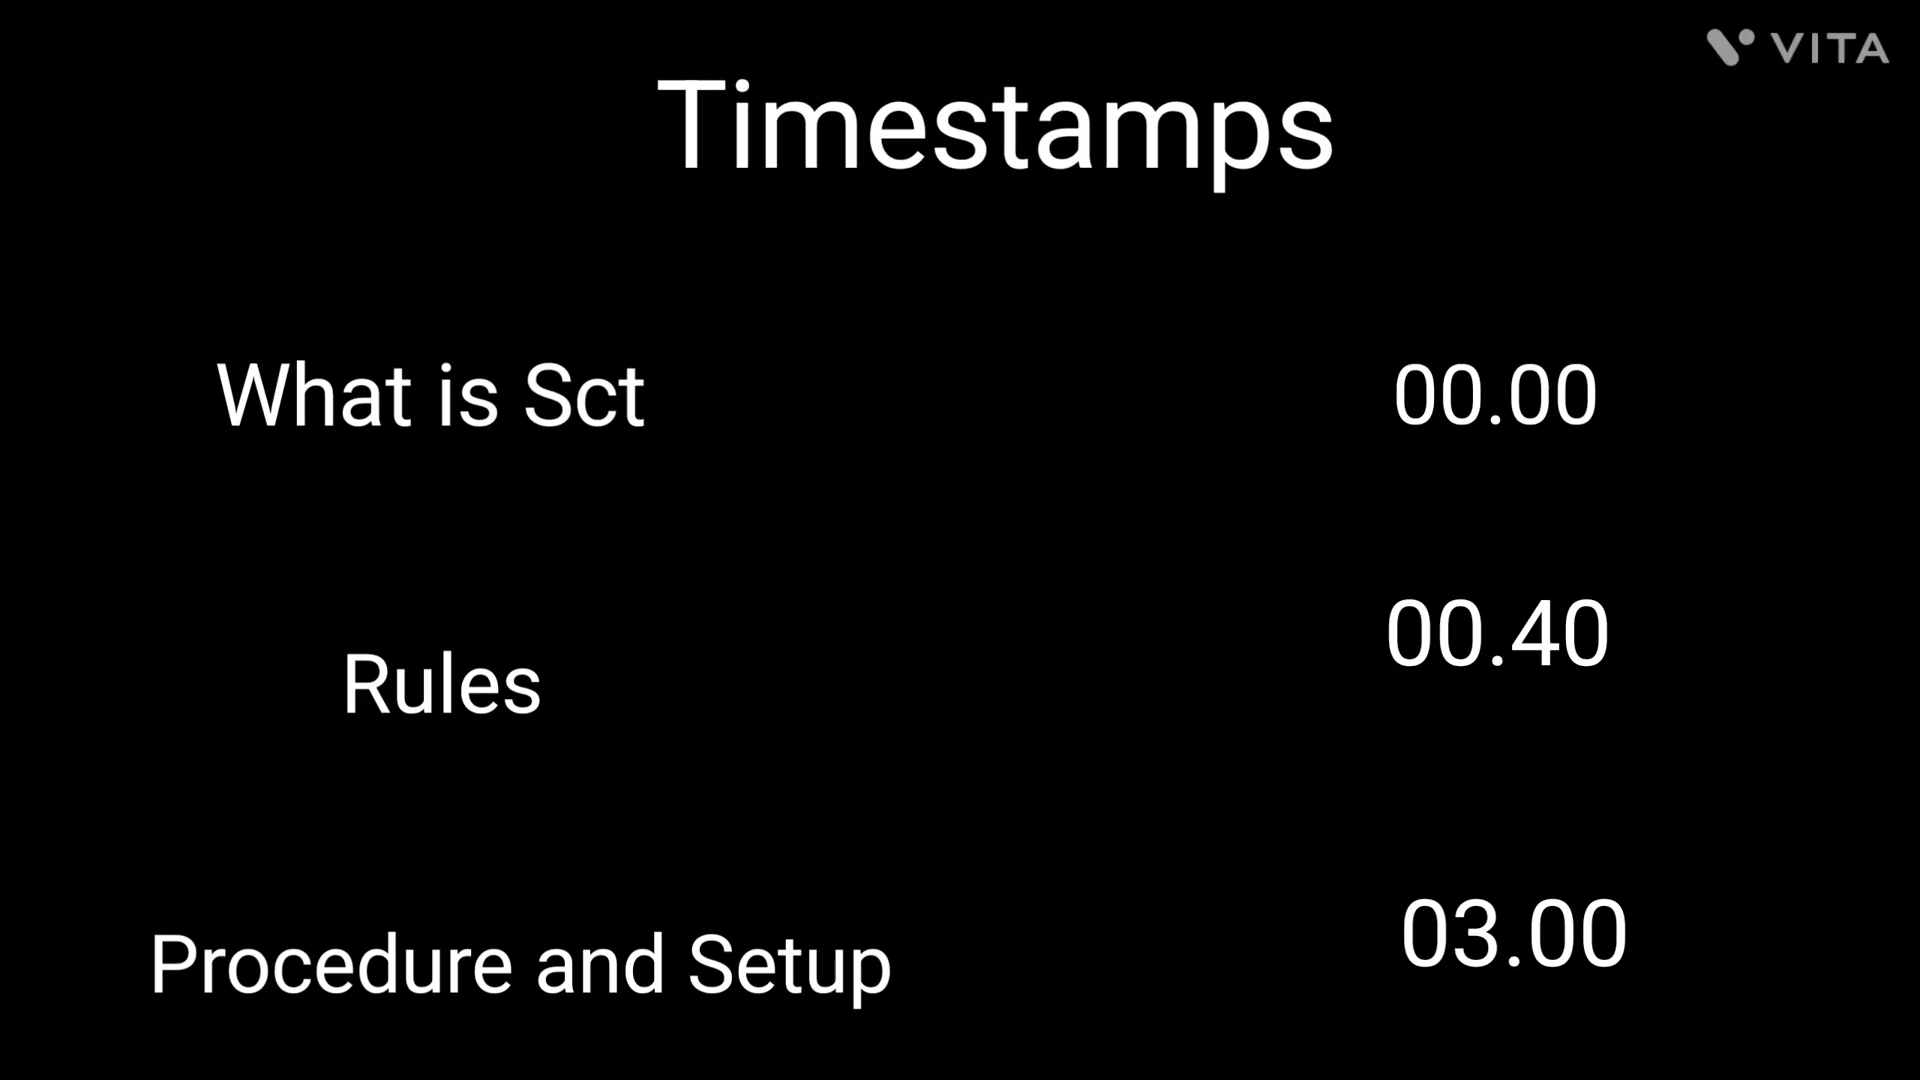 VITA
Timestamps
What is Sct 00.00
Rules 00.40
Procedure and Setup 03.00